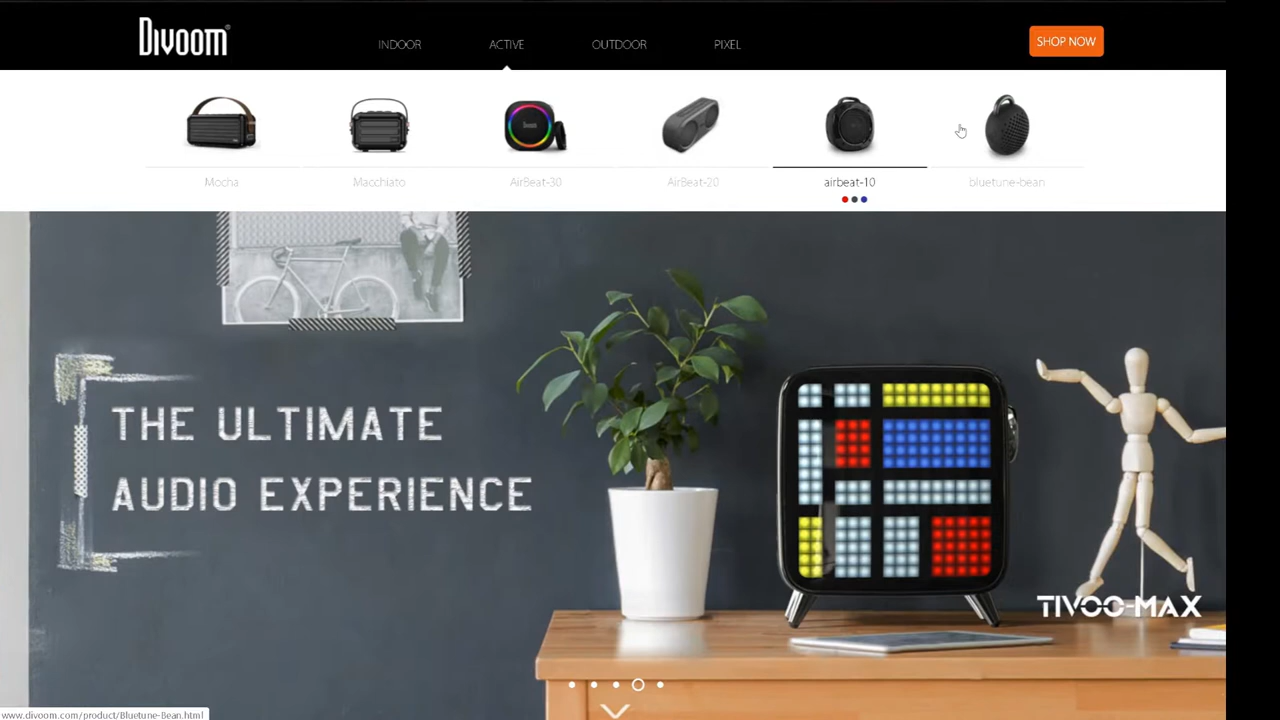 Divoom®
INDOOR
ACTIVE
OUTDOOR
PIXEL
SHOP NOW
Mocha
Macchiato
AirBeat-30
AirBeat-20
airbeat-10
bluetune-bean
Divoom
THE ULTIMATE
AUDIO EXPERIENCE
TIVOO-MAX
www.divoom.com/product/Bluetune-Bean.html